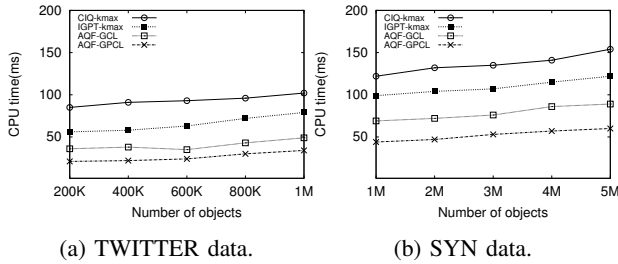 200
150
100
50
CPU time(ms)
CIQ-kmax
IGPT-kmax
AQF-GCL
AQF-GPCL
200K 400K 600K 800K 1M
Number of objects
(a) TWITTER data.
200
150
100
50
CPU time(ms)
CIQ-kmax
IGPT-kmax
AQF-GCL
AQF-GPCL
1M 2M 3M 4M 5M
Number of objects
(b) SYN data.